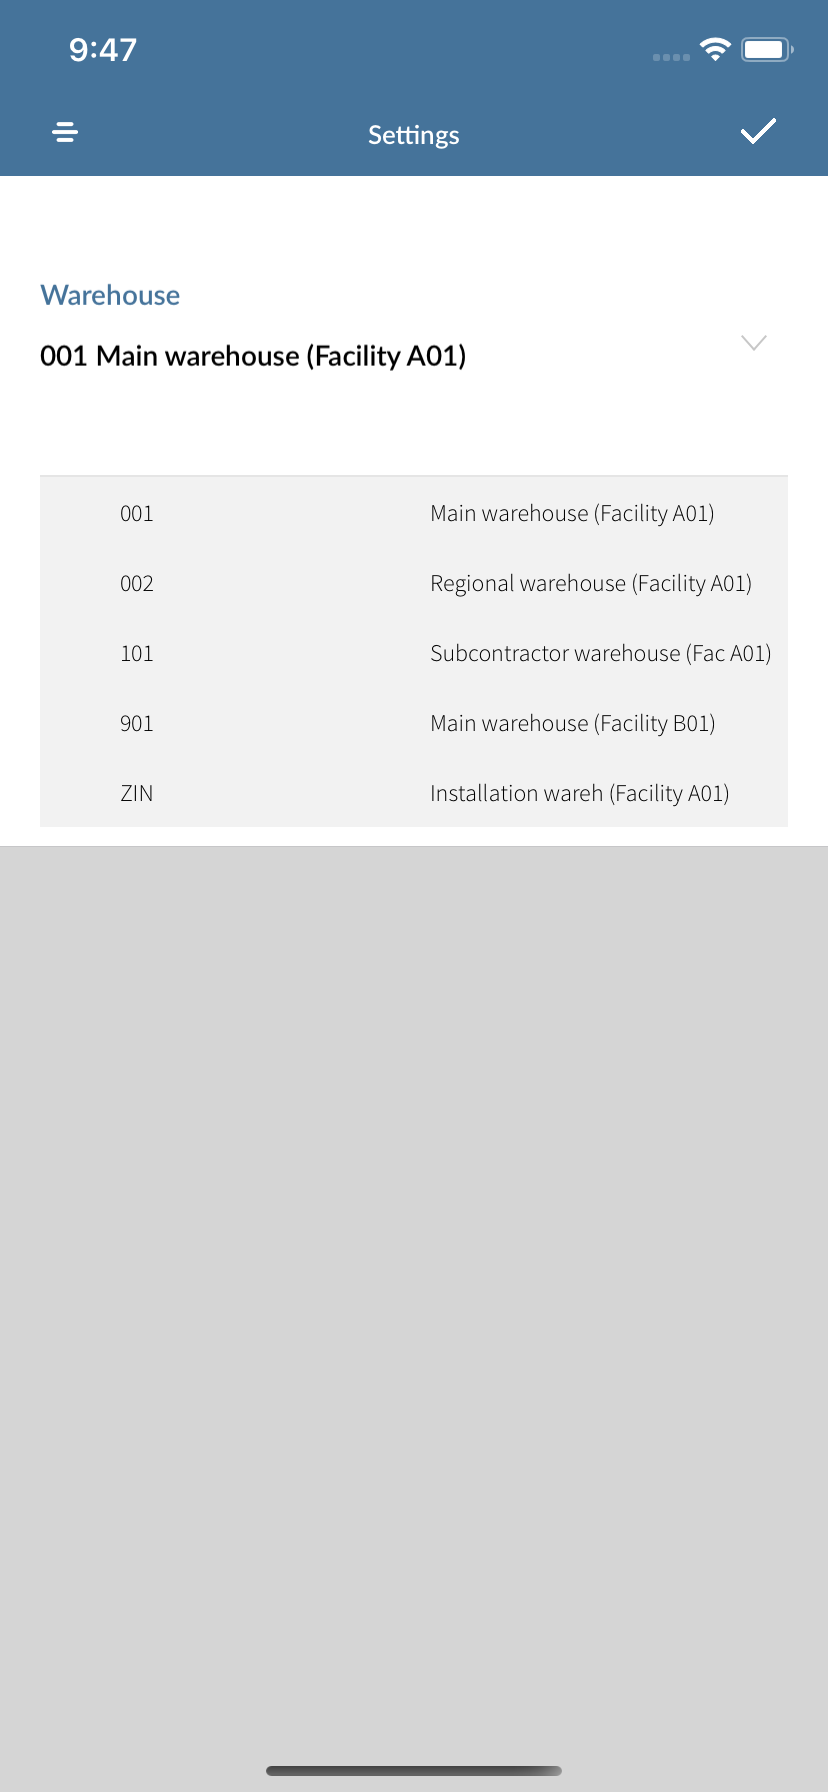 9:47
Settings
Warehouse
001 Main warehouse (Facility A01)
001 Main warehouse (Facility A01)
002 Regional warehouse (Facility A01)
101 Subcontractor warehouse (Fac A01)
901 Main warehouse (Facility B01)
ZIN Installation wareh (Facility A01)